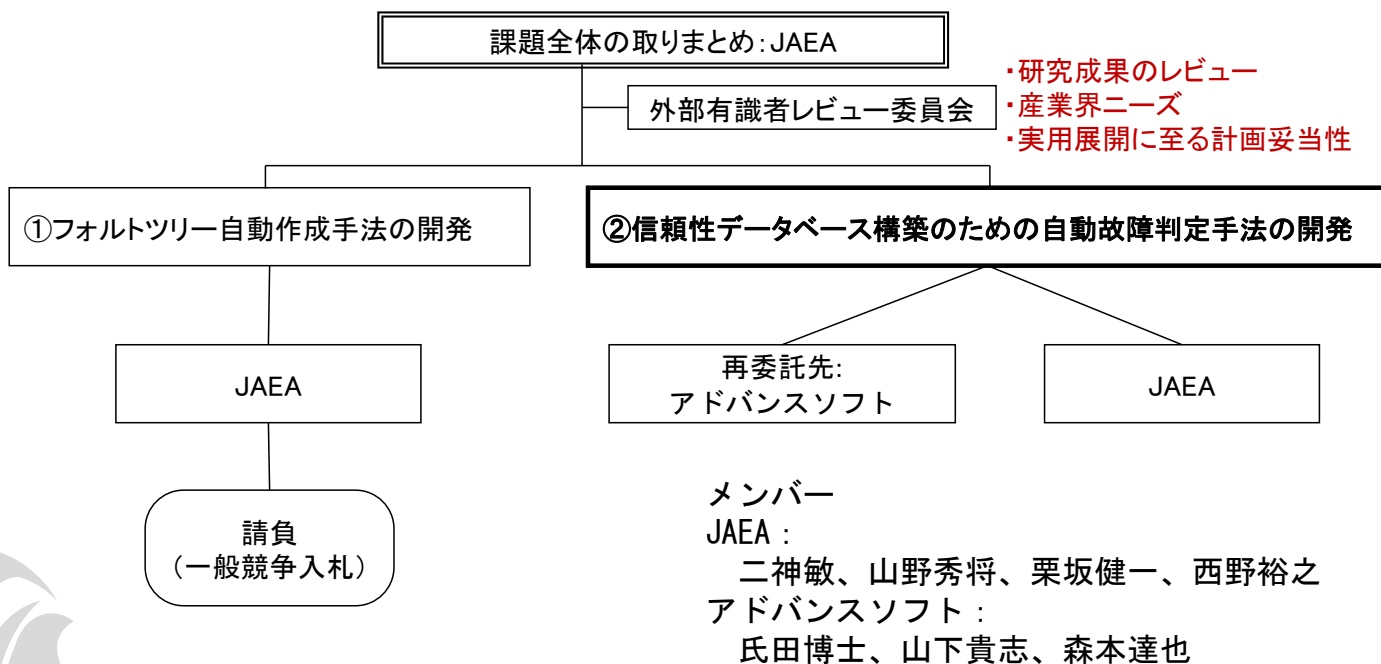 課題全体の取りまとめ：JAEA
外部有識者レビュー委員会
・研究成果のレビュー
・産業界ニーズ
・実用展開に至る計画妥当性
①フォルトツリー自動作成手法の開発
②信頼性データベース構築のための自動故障判定手法の開発
JAEA
再委託先:
アドバンスソフト
JAEA
請負
（一般競争入札）
メンバー
JAEA：
二神敏、山野秀将、栗坂健一、西野裕之
アドバンスソフト：
氏田博士、山下貴志、森本達也